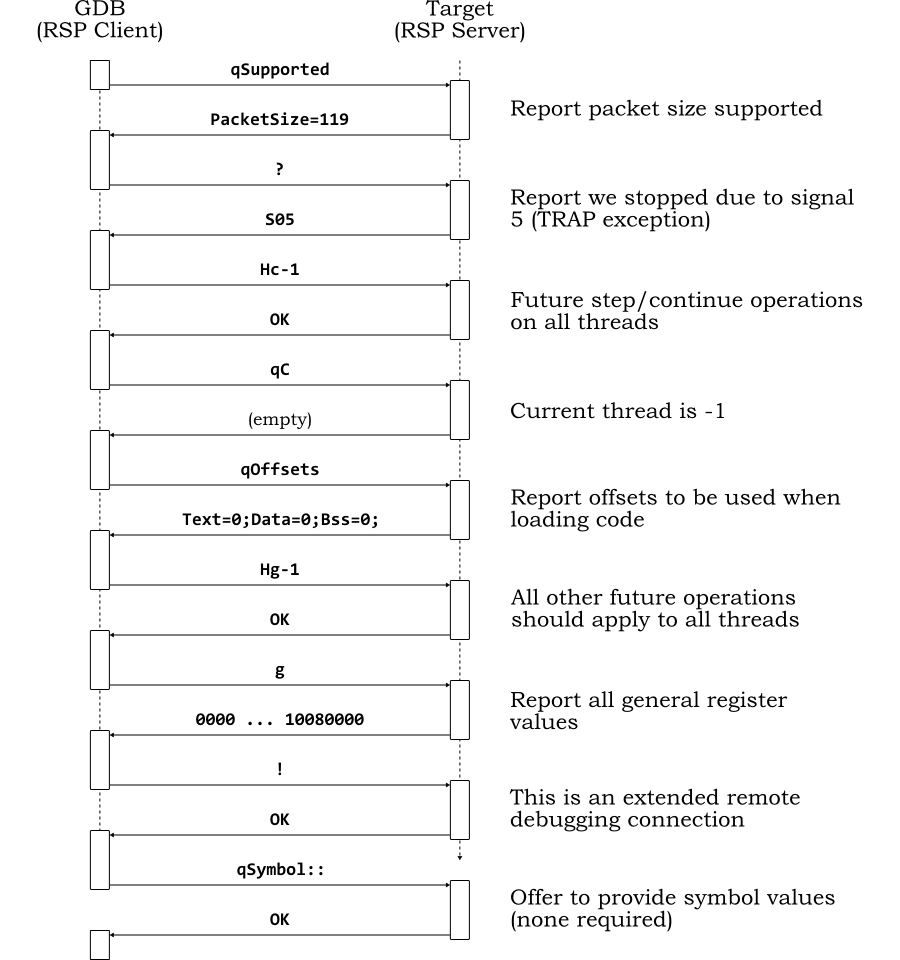 GDB
(RSP Client)
Target
(RSP Server)
qSupported
Report packet size supported
PacketSize=119
?
Report we stopped due to signal
5 (TRAP exception)
S05
Hc-1
Future step/continue operations
on all threads
OK
qC
Current thread is -1
(empty)
qOffsets
Report offsets to be used when
loading code
Text=0;Data=0;Bss=0;
Hg-1
All other future operations
should apply to all threads
OK
g
Report all general register
values
0000 ... 10080000
!
This is an extended remote
debugging connection
OK
qSymbol::
Offer to provide symbol values
(none required)
OK